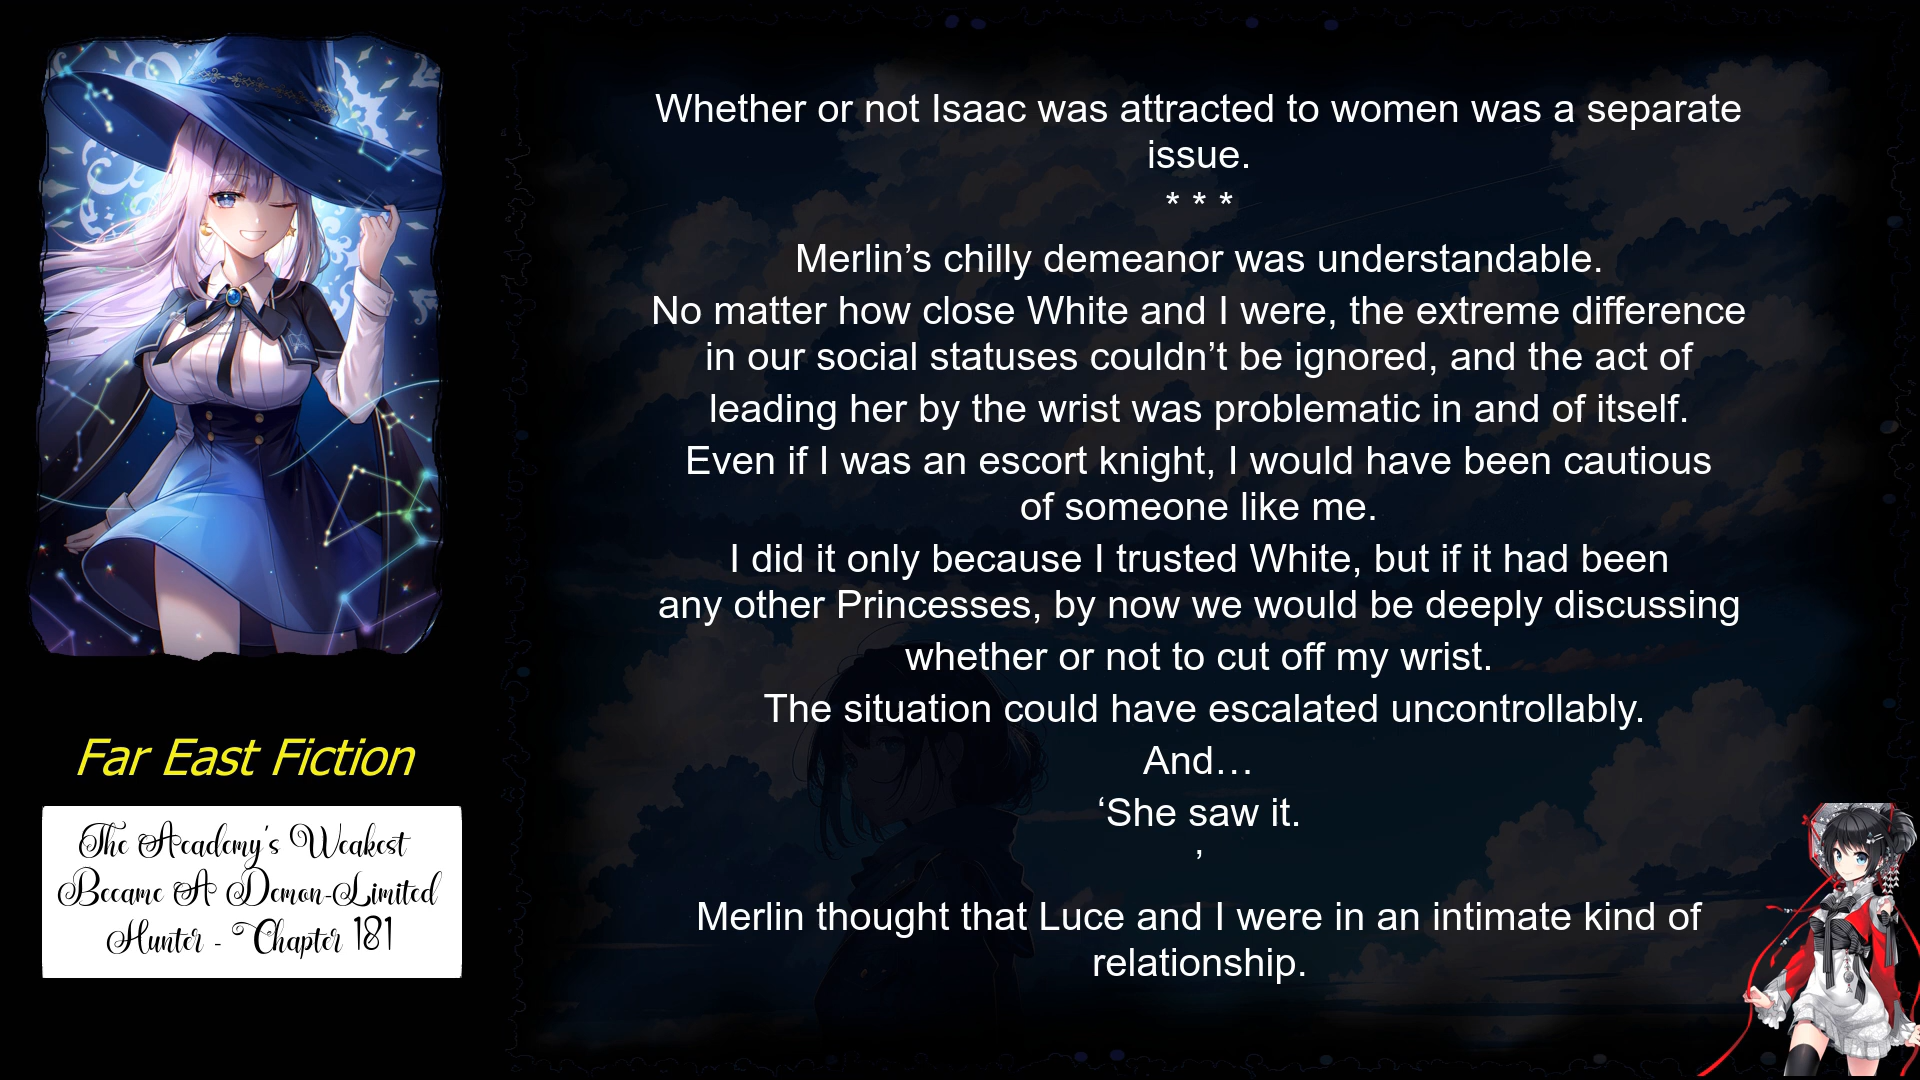 Whether or not Isaac was attracted to women was a separate
issue.
* * *
Merlin’s chilly demeanor was understandable.
No matter how close White and I were, the extreme difference
in our social statuses couldn’t be ignored, and the act of
leading her by the wrist was problematic in and of itself.
Even if I was an escort knight, I would have been cautious
of someone like me.
I did it only because I trusted White, but if it had been
any other Princesses, by now we would be deeply discussing
whether or not to cut off my wrist.
The situation could have escalated uncontrollably.
And…
‘She saw it.
’
Merlin thought that Luce and I were in an intimate kind of
relationship.
Far East Fiction
The Academy's Weakest
Became A Demon-Limited
Hunter - Chapter 181